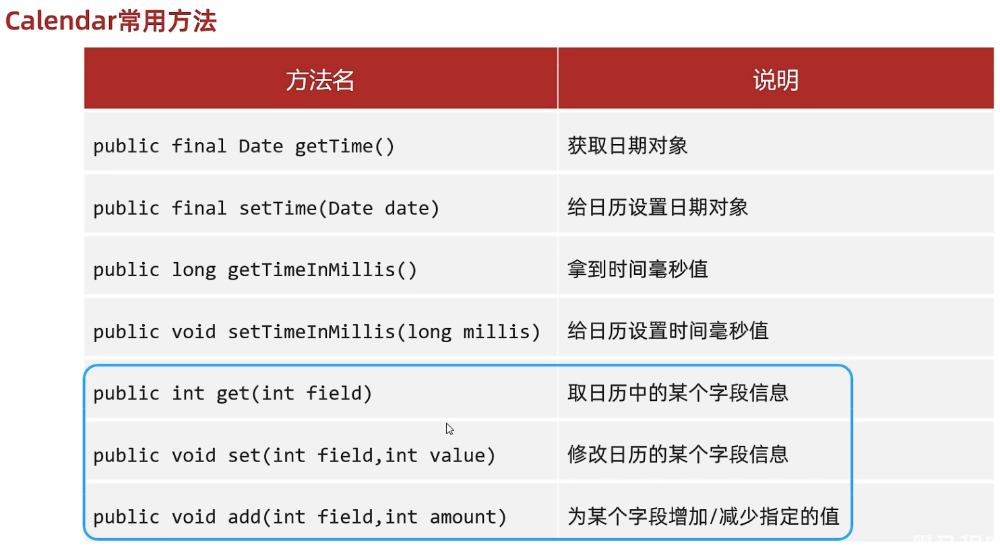 Calendar常用方法
方法名 说明
public final Date getTime() 获取日期对象
public final setTime(Date date) 给日历设置日期对象
public long getTimeInMillis() 拿到时间毫秒值
public void setTimeInMillis(long millis) 给日历设置时间毫秒值
public int get(int field) 取日历中的某个字段信息
public void set(int field,int value) 修改日历的某个字段信息
public void add(int field,int amount) 为某个字段增加/减少指定的值